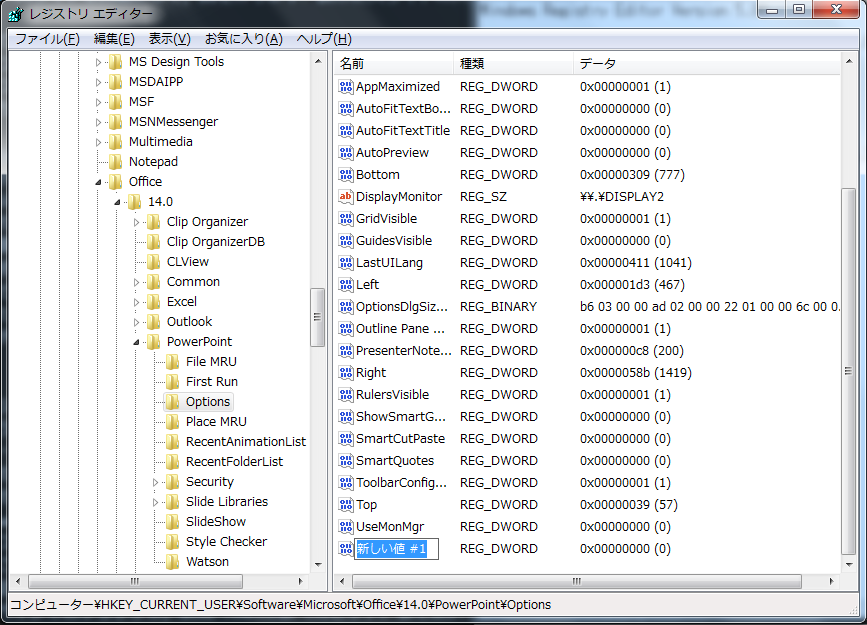 レジストリ エディター
ファイル(F) 編集(E) 表示(V) お気に入り(A) ヘルプ(H)
MS Design Tools
MSDAIPP
MSF
MSNMessenger
Multimedia
Notepad
Office
14.0
Clip Organizer
Clip OrganizerDB
CLView
Common
Excel
Outlook
PowerPoint
File MRU
First Run
Options
Place MRU
RecentAnimationList
RecentFolderList
Security
Slide Libraries
SlideShow
Style Checker
Watson
名前 種類 データ
AppMaximized REG_DWORD 0x00000001 (1)
AutoFitTextBo... REG_DWORD 0x00000000 (0)
AutoFitTextTitle REG_DWORD 0x00000000 (0)
AutoPreview REG_DWORD 0x00000000 (0)
Bottom REG_DWORD 0x00000309 (777)
DisplayMonitor REG_SZ ¥¥.¥DISPLAY2
GridVisible REG_DWORD 0x00000001 (1)
GuidesVisible REG_DWORD 0x00000000 (0)
LastUILang REG_DWORD 0x00000411 (1041)
Left REG_DWORD 0x000001d3 (467)
OptionsDlgSiz... REG_BINARY b6 03 00 00 ad 02 00 00 22 01 00 00 6c 00 0.
Outline Pane ... REG_DWORD 0x00000001 (1)
PresenterNote... REG_DWORD 0x000000c8 (200)
Right REG_DWORD 0x0000058b (1419)
RulersVisible REG_DWORD 0x00000001 (1)
ShowSmartG... REG_DWORD 0x00000000 (0)
SmartCutPaste REG_DWORD 0x00000000 (0)
SmartQuotes REG_DWORD 0x00000000 (0)
ToolbarConfig... REG_DWORD 0x00000001 (1)
Top REG_DWORD 0x00000039 (57)
UseMonMgr REG_DWORD 0x00000000 (0)
新しい値 #1 REG_DWORD 0x00000000 (0)
コンピューター¥HKEY_CURRENT_USER¥Software¥Microsoft¥Office¥14.0¥PowerPoint¥Options